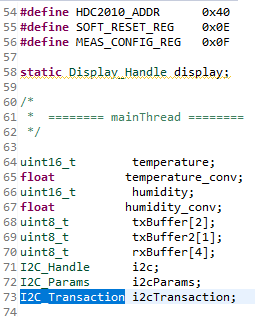 54 #define HDC2010_ADDR     0x40
55 #define SOFT_RESET_REG   0x0E
56 #define MEAS_CONFIG_REG  0x0F
57
58 static Display_Handle display;
59
60 /*
61  *  ======== mainThread ========
62  */
63
64 uint16_t        temperature;
65 float          temperature_conv;
66 uint16_t        humidity;
67 float          humidity_conv;
68 uint8_t         txBuffer[2];
69 uint8_t         txBuffer2[1];
70 uint8_t         rxBuffer[4];
71 I2C_Handle      i2c;
72 I2C_Params      i2cParams;
73 I2C_Transaction i2cTransaction;
74